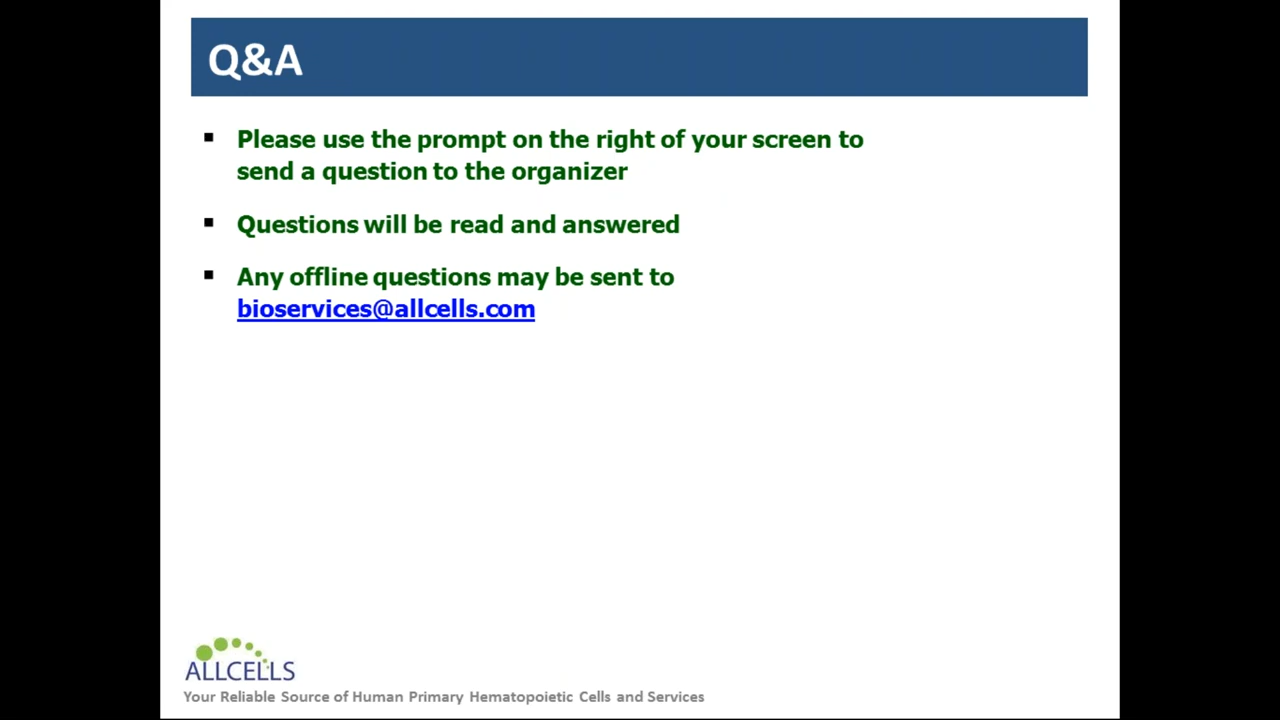 Q&A
▪ Please use the prompt on the right of your screen to
send a question to the organizer
▪ Questions will be read and answered
▪ Any offline questions may be sent to
bioservices@allcells.com
ALLCELLS
Your Reliable Source of Human Primary Hematopoietic Cells and Services